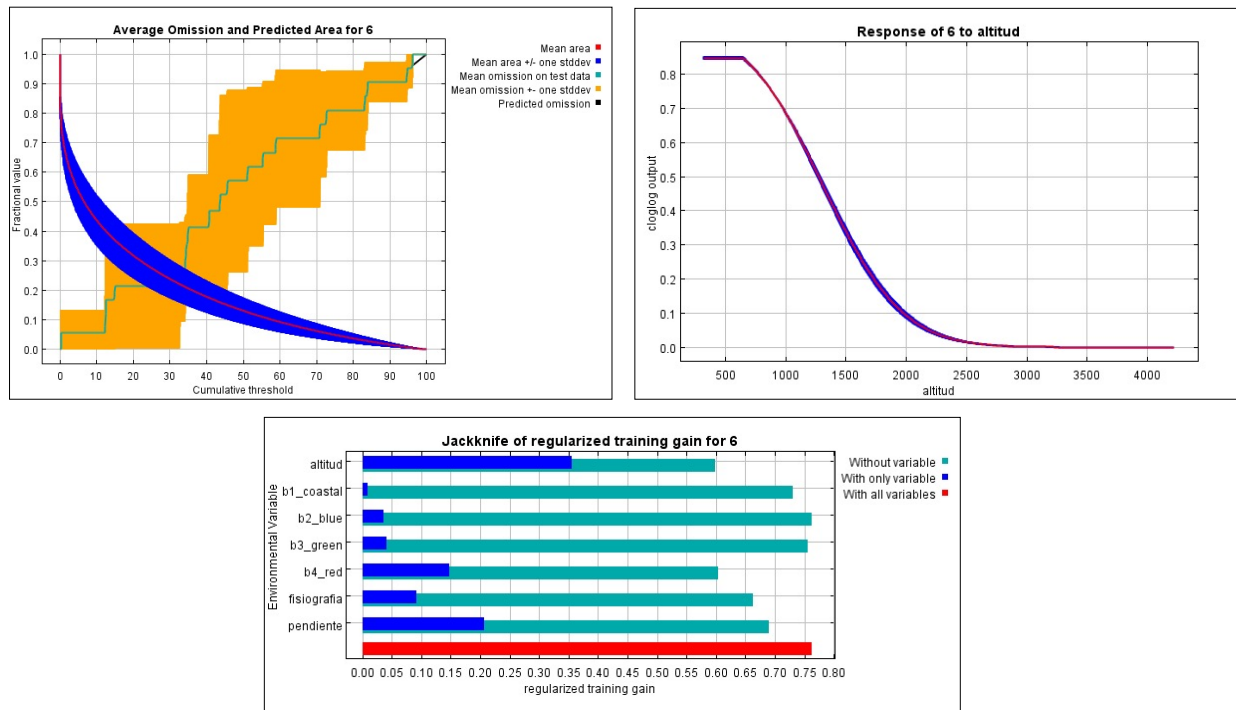 Average Omission and Predicted Area for 6
Fractional value
1.0
0.9
0.8
0.7
0.6
0.5
0.4
0.3
0.2
0.1
0.0
0 10 20 30 40 50 60 70 80 90 100
Cumulative threshold
Mean area
Mean area +/- one stddev
Mean omission on test data
Mean omission +- one stddev
Predicted omission
Response of 6 to altitud
cloglog output
0.8
0.7
0.6
0.5
0.4
0.3
0.2
0.1
0.0
500 1000 1500 2000 2500 3000 3500 4000
altitud
Jackknife of regularized training gain for 6
Environmental Variable
altitud
b1_coastal
b2_blue
b3_green
b4_red
fisiografia
pendiente
0.00 0.05 0.10 0.15 0.20 0.25 0.30 0.35 0.40 0.45 0.50 0.55 0.60 0.65 0.70 0.75 0.80
regularized training gain
Without variable
With only variable
With all variables